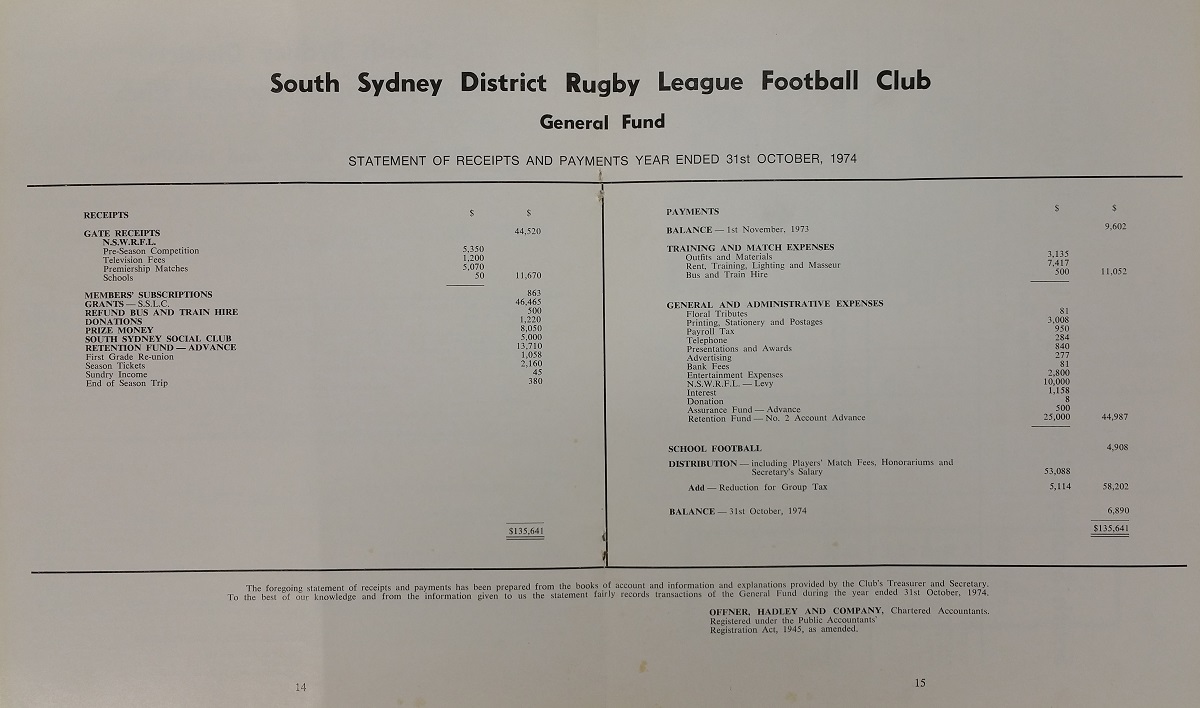 South Sydney District Rugby League Football Club
General Fund
STATEMENT OF RECEIPTS AND PAYMENTS YEAR ENDED 31st OCTOBER, 1974
RECEIPTS $ $
GATE RECEIPTS 44,520
N.S.W.R.F.L.
Pre-Season Competition 5,350
Television Fees 1,200
Premiership Matches 5,070
Schools 50 11,670
MEMBERS' SUBSCRIPTIONS 863
GRANTS — S.S.L.C. 46,465
REFUND BUS AND TRAIN HIRE 500
DONATIONS 1,220
PRIZE MONEY 8,050
SOUTH SYDNEY SOCIAL CLUB 5,000
RETENTION FUND — ADVANCE 13,710
First Grade Re-union 1,058
Season Tickets 2,160
Sundry Income 45
End of Season Trip 380
$135,641
PAYMENTS $ $
BALANCE — 1st November, 1973 9,602
TRAINING AND MATCH EXPENSES
Outfits and Materials 3,135
Rent, Training, Lighting and Masseur 7,417
Bus and Train Hire 500 11,052
GENERAL AND ADMINISTRATIVE EXPENSES
Floral Tributes 81
Printing, Stationery and Postages 3,008
Payroll Tax 950
Telephone 284
Presentations and Awards 840
Advertising 277
Bank Fees 81
Entertainment Expenses 2,800
N.S.W.R.F.L. — Levy 10,000
Interest 1,158
Donation 8
Assurance Fund — Advance 500
Retention Fund — No. 2 Account Advance 25,000 44,987
SCHOOL FOOTBALL 4,908
DISTRIBUTION — including Players' Match Fees, Honorariums and
Secretary's Salary 53,088
Add — Reduction for Group Tax 5,114 58,202
BALANCE — 31st October, 1974 6,890
$135,641
The foregoing statement of receipts and payments has been prepared from the books of account and information and explanations provided by the Club's Treasurer and Secretary.
To the best of our knowledge and from the information given to us the statement fairly records transactions of the General Fund during the year ended 31st October, 1974.
OFFNER, HADLEY AND COMPANY, Chartered Accountants.
Registered under the Public Accountants'
Registration Act, 1945, as amended.
14
15